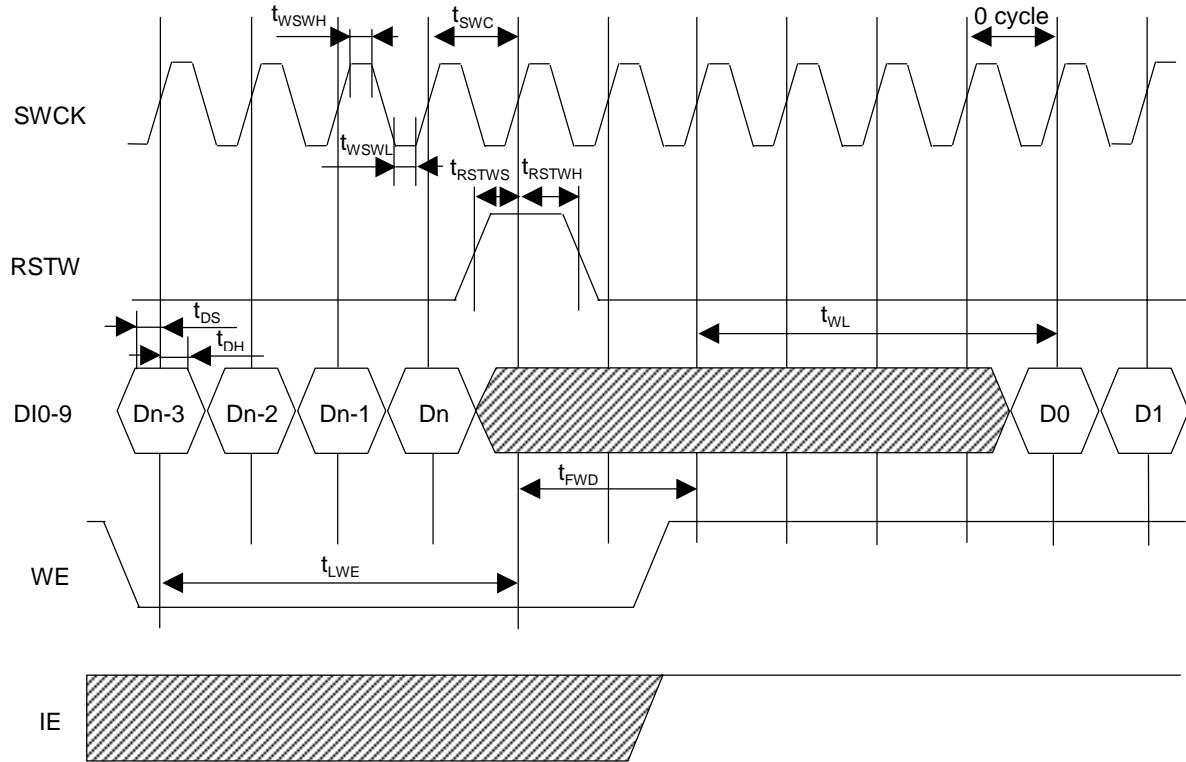 tWSWH
tSWC
0 cycle
SWCK
tWSWL
tRSTWS
tRSTWH
RSTW
tDS
tDH
tWL
DI0-9
Dn-3
Dn-2
Dn-1
Dn
D0
D1
tFWD
WE
tLWE
IE